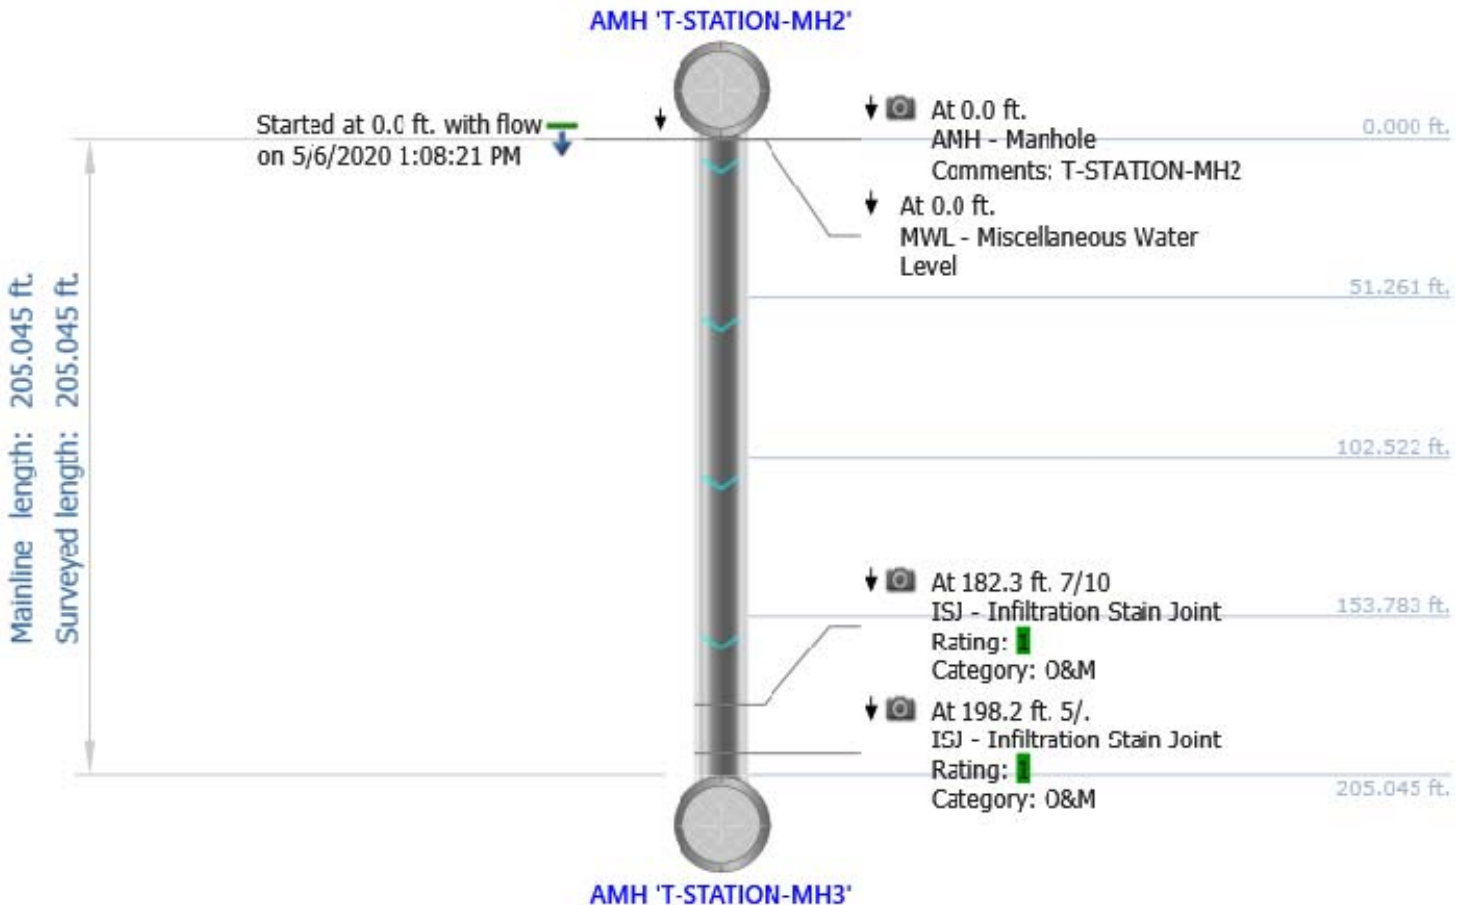 AMH 'T-STATION-MH2'
Started at 0.0 ft. with flow
on 5/6/2020 1:08:21 PM
At 0.0 ft.
AMH - Manhole
Comments: T-STATION-MH2
0.000 ft.
At 0.0 ft.
MWL - Miscellaneous Water
Level
51.261 ft.
Mainline length: 205.045 ft.
Surveyed length: 205.045 ft.
102.522 ft.
At 182.3 ft. 7/10
ISJ - Infiltration Stain Joint
Rating:
Category: O&M
153.783 ft.
At 198.2 ft. 5/.
ISJ - Infiltration Stain Joint
Rating:
Category: O&M
205.045 ft.
AMH 'T-STATION-MH3'